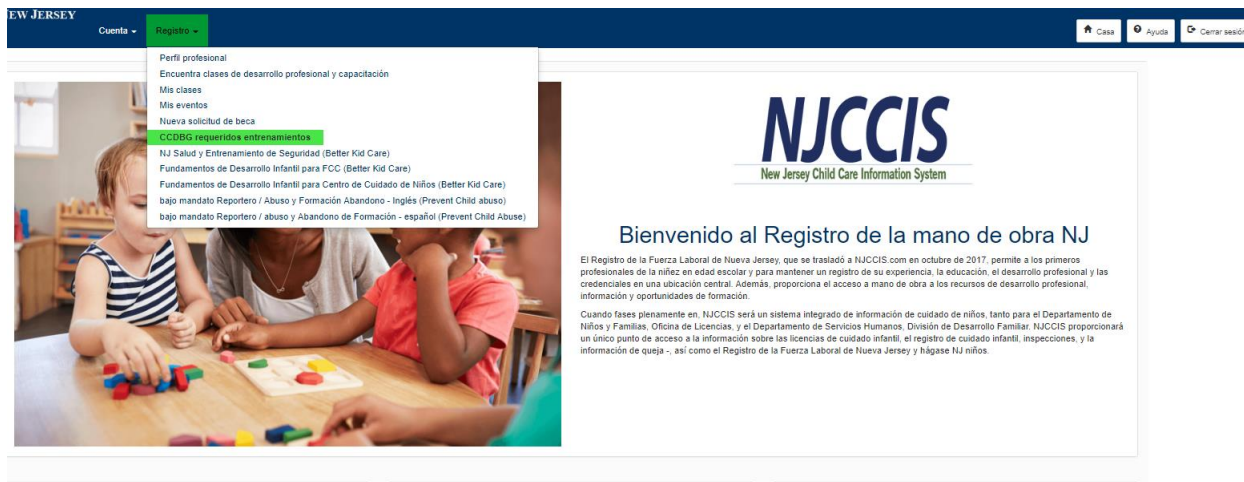 EW JERSEY
Cuenta
Registro
Casa
Ayuda
Cerrar sesión
Perfil profesional
Encuentra clases de desarrollo profesional y capacitación
Mis clases
Mis eventos
Nueva solicitud de beca
CCDBG requeridos entrenamientos
NJ Salud y Entrenamiento de Seguridad (Better Kid Care)
Fundamentos de Desarrollo Infantil para FCC (Better Kid Care)
Fundamentos de Desarrollo Infantil para Centro de Cuidado de Niños (Better Kid Care)
bajo mandato Reportero / Abuso y Formación Abandono - Inglés (Prevent Child abuso)
bajo mandato Reportero / abuso y Abandono de Formación - español (Prevent Child Abuse)
NJCCIS
New Jersey Child Care Information System
Bienvenido al Registro de la mano de obra NJ
El Registro de la Fuerza Laboral de Nueva Jersey, que se trasladó a NJCCIS.com en octubre de 2017, permite a los primeros
profesionales de la niñez en edad escolar y para mantener un registro de su experiencia, la educación, el desarrollo profesional y las
credenciales en una ubicación central. Además, proporciona el acceso a mano de obra a los recursos de desarrollo profesional,
información y oportunidades de formación.
Cuando fases plenamente en, NJCCIS será un sistema integrado de información de cuidado de niños, tanto para el Departamento de
Niños y Familias, Oficina de Licencias, y el Departamento de Servicios Humanos, División de Desarrollo Familiar. NJCCIS proporcionará
un único punto de acceso a la información sobre las licencias de cuidado infantil, el registro de cuidado infantil, inspecciones, y la
información de queja -, así como el Registro de la Fuerza Laboral de Nueva Jersey y hágase NJ niños.